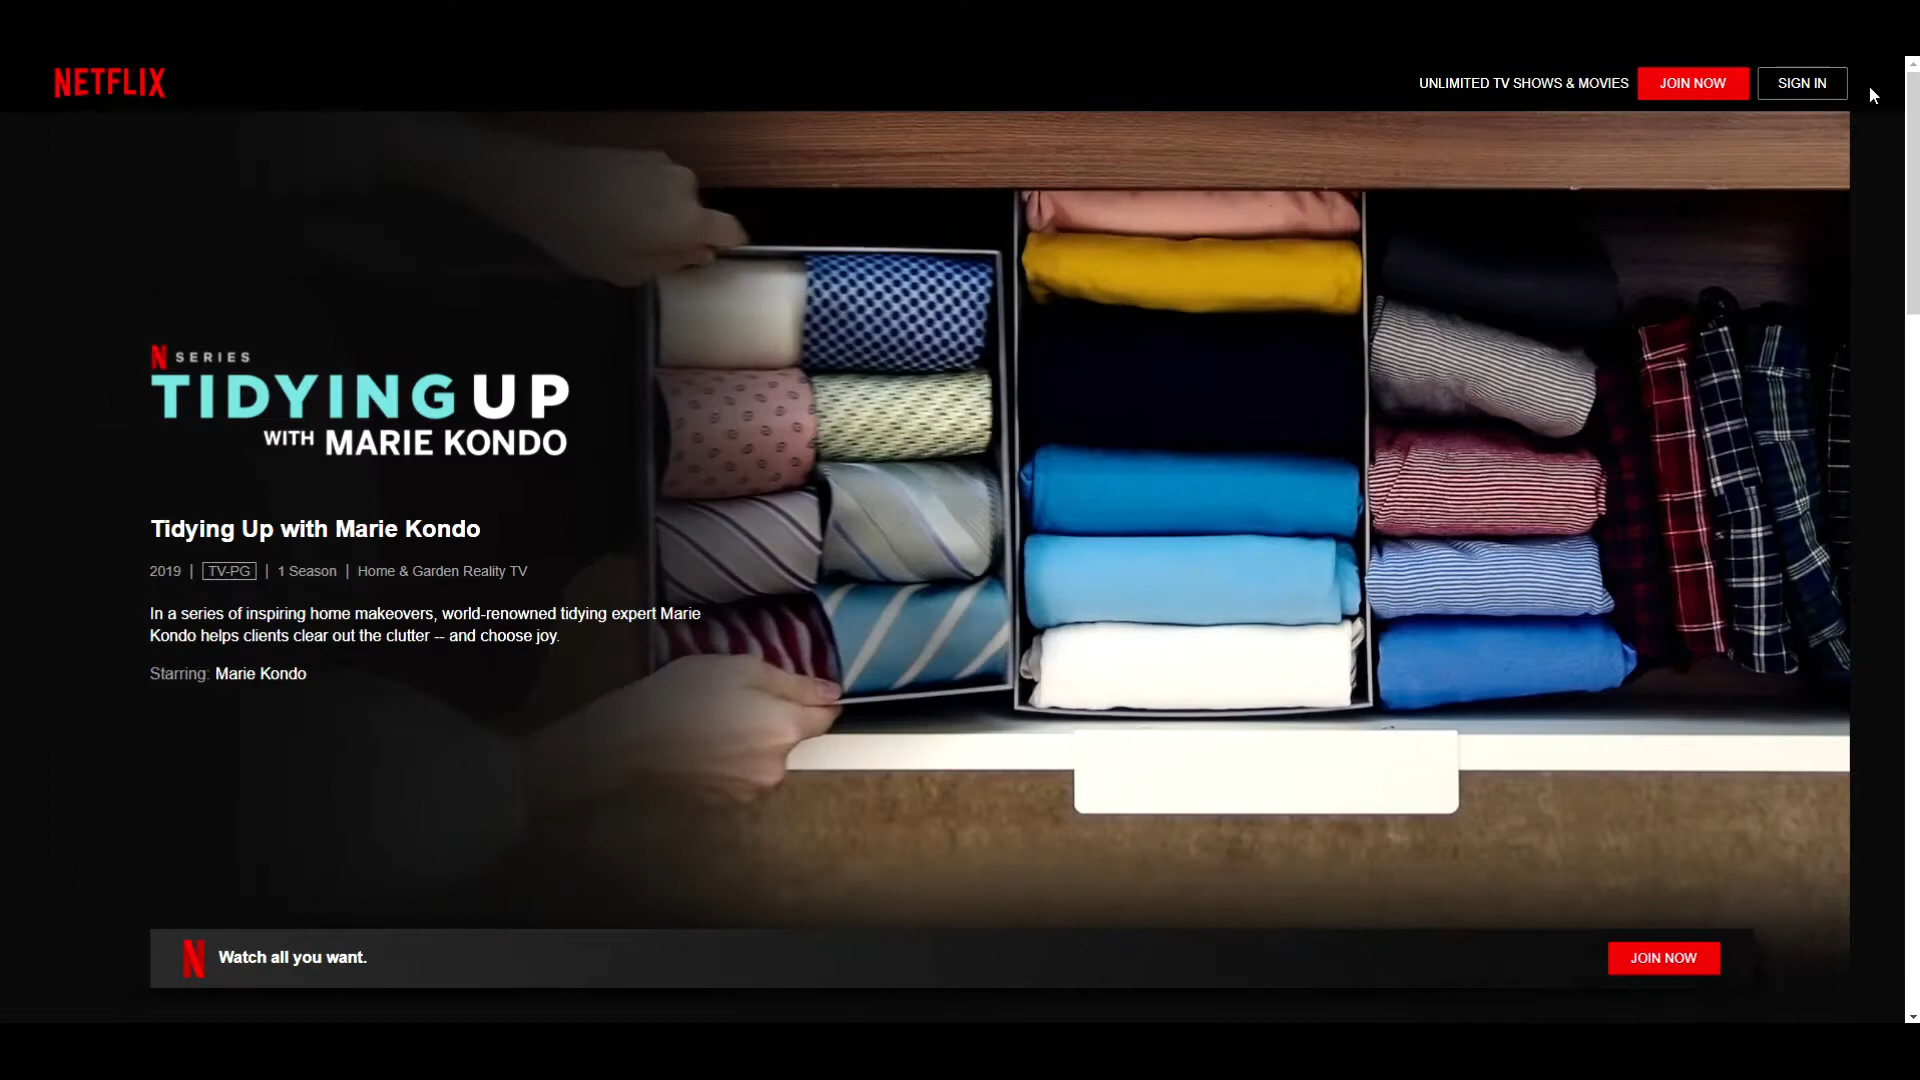 NETFLIX
UNLIMITED TV SHOWS & MOVIES JOIN NOW SIGN IN
N SERIES
TIDYING UP
WITH MARIE KONDO
Tidying Up with Marie Kondo
2019 | TV-PG | 1 Season | Home & Garden Reality TV
In a series of inspiring home makeovers, world-renowned tidying expert Marie
Kondo helps clients clear out the clutter -- and choose joy.
Starring: Marie Kondo
N Watch all you want. JOIN NOW